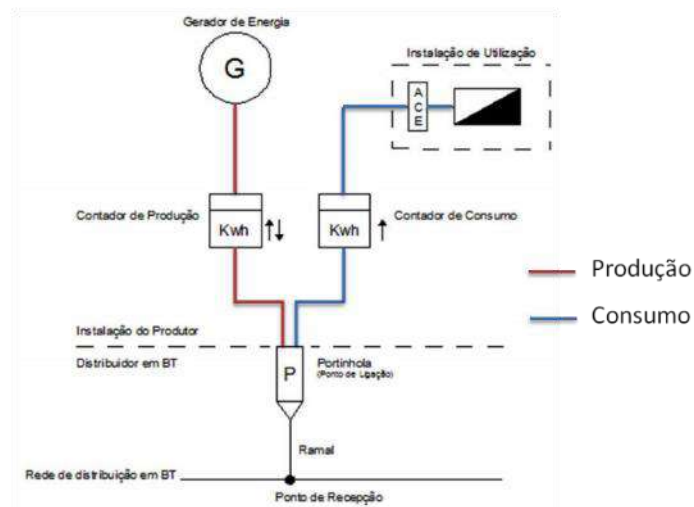 Gerador de Energia
G
Instalação de Utilização
A
C
E
Contador de Produção
Kwh
Kwh
Contador de Consumo
Produção
Consumo
Instalação do Produtor
Distribuidor em BT
P
Portinhola
(Ponto de Ligação)
Ramal
Rede de distribuição em BT
Ponto de Recepção